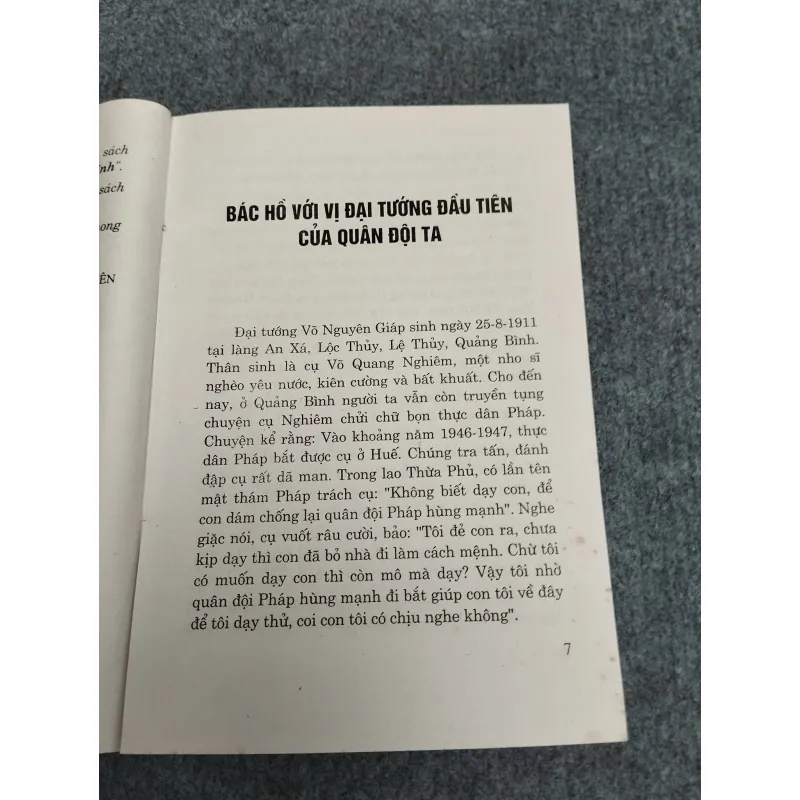 sách
ình".
sách
ong
ÊN
BÁC HỒ VỚI VỊ ĐẠI TƯỚNG ĐẦU TIÊN
CỦA QUÂN ĐỘI TA
Đại tướng Võ Nguyên Giáp sinh ngày 25-8-1911
tại làng An Xá, Lộc Thủy, Lệ Thủy, Quảng Bình.
Thân sinh là cụ Võ Quang Nghiêm, một nho sĩ
nghèo yêu nước, kiên cường và bất khuất. Cho đến
nay, ở Quảng Bình người ta vẫn còn truyền tụng
chuyện cụ Nghiêm chửi chữ bọn thực dân Pháp.
Chuyện kể rằng: Vào khoảng năm 1946-1947, thực
dân Pháp bắt được cụ ở Huế. Chúng tra tấn, đánh
đập cụ rất dã man. Trong lao Thừa Phủ, có lần tên
mật thám Pháp trách cụ: "Không biết dạy con, để
con dám chống lại quân đội Pháp hùng mạnh". Nghe
giặc nói, cụ vuốt râu cười, bảo: "Tôi đẻ con ra, chưa
kịp dạy thì con đã bỏ nhà đi làm cách mệnh. Chừ tôi
có muốn dạy con thì còn mô mà dạy? Vậy tôi nhờ
quân đội Pháp hùng mạnh đi bắt giúp con tôi về đây
để tôi dạy thử, coi con tôi có chịu nghe không".
7